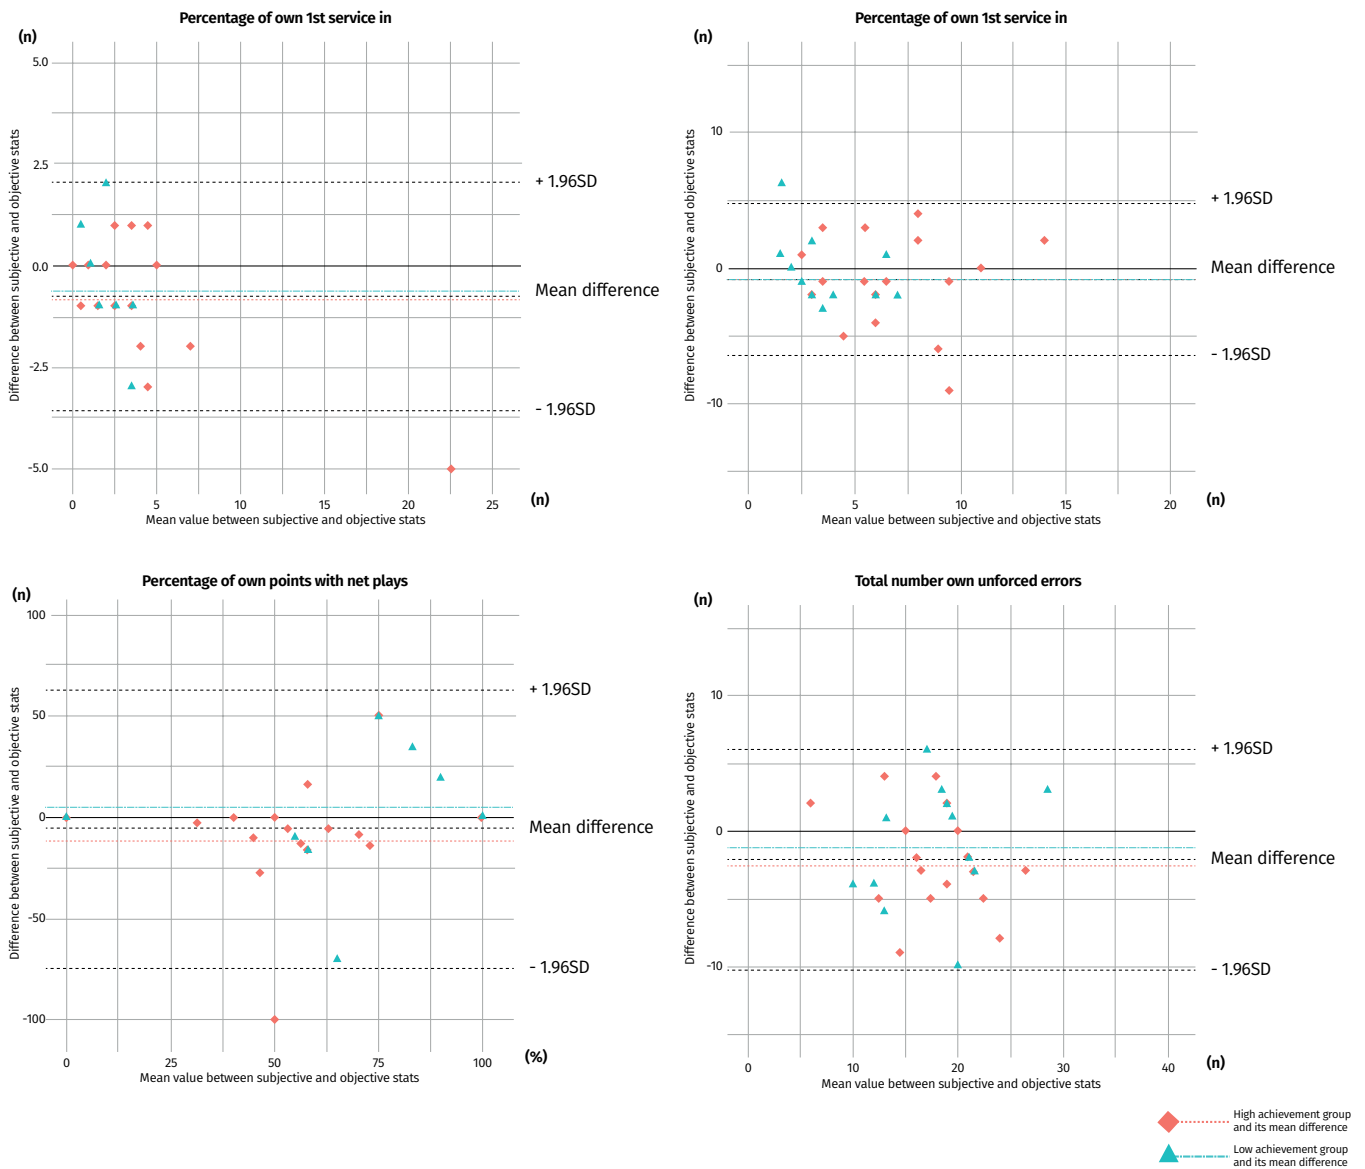 Percentage of own 1st service in
(n)
5.0
2.5
0.0
-2.5
-5.0
Difference between subjective and objective stats
+ 1.96SD
Mean difference
- 1.96SD
0 5 10 15 20 25
(n)
Mean value between subjective and objective stats
Percentage of own 1st service in
(n)
10
0
-10
Difference between subjective and objective stats
+ 1.96SD
Mean difference
- 1.96SD
0 5 10 15 20
(n)
Mean value between subjective and objective stats
Percentage of own points with net plays
(n)
100
50
0
-50
-100
Difference between subjective and objective stats
+ 1.96SD
Mean difference
- 1.96SD
0 25 50 75 100
(%)
Mean value between subjective and objective stats
Total number own unforced errors
(n)
10
0
-10
Difference between subjective and objective stats
+ 1.96SD
Mean difference
- 1.96SD
0 10 20 30 40
(n)
Mean value between subjective and objective stats
High achievement group
and its mean difference
Low achievement group
and its mean difference